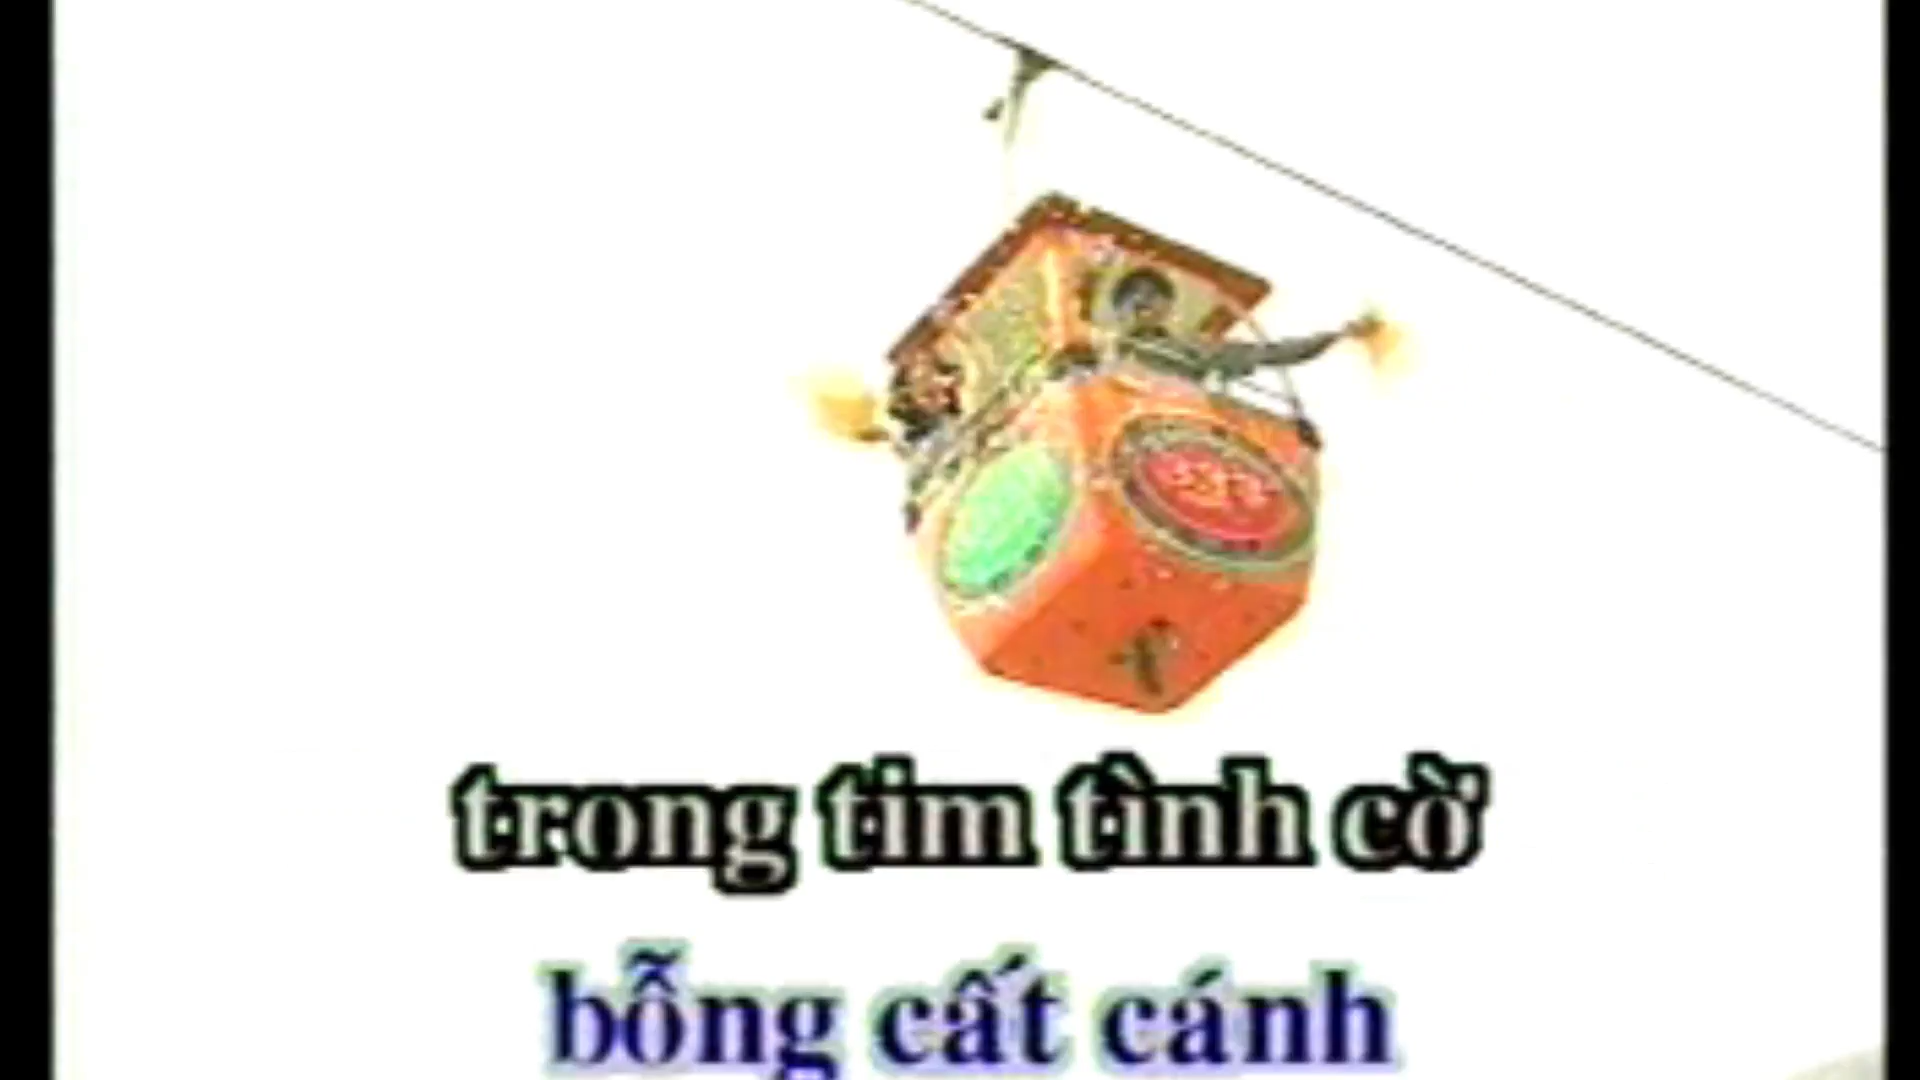 trong tim tình cờ
bỗng cất cánh